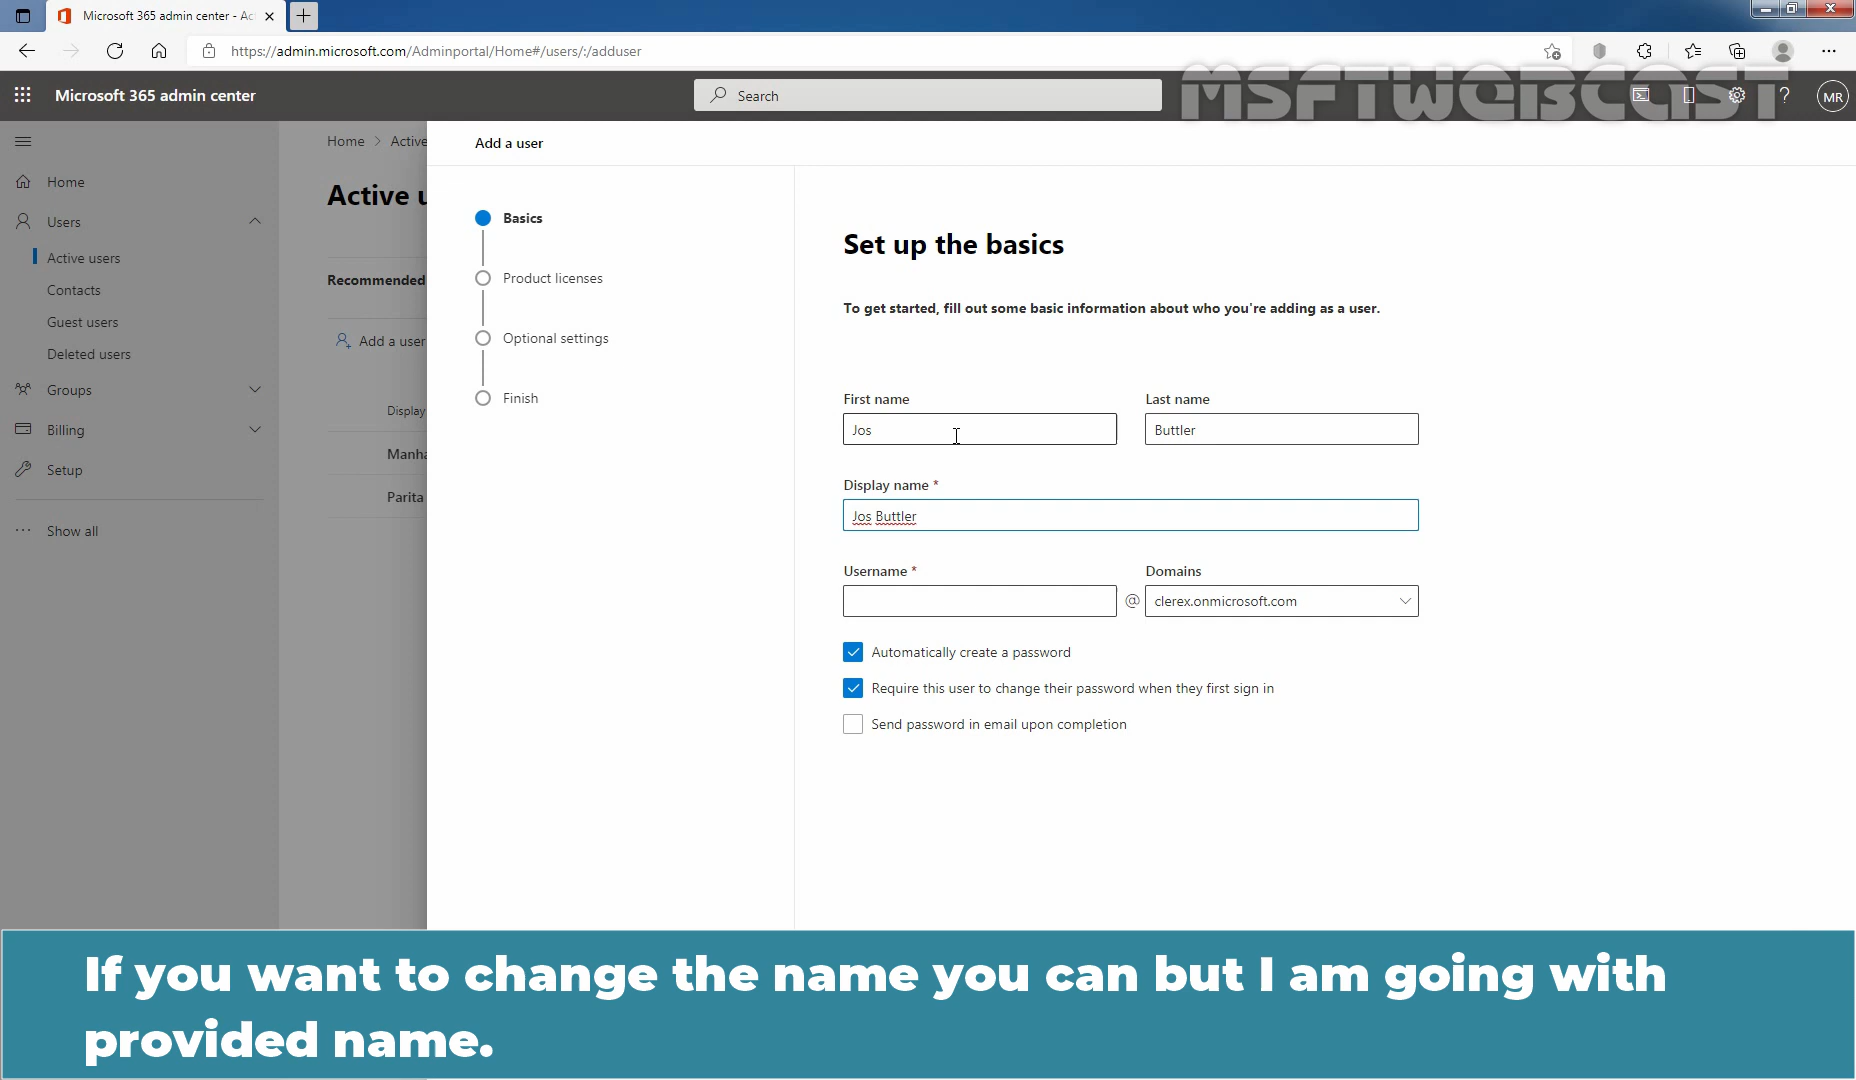 Microsoft 365 admin center - Ac
https://admin.microsoft.com/Adminportal/Home#/users/:/adduser
Microsoft 365 admin center
Search
MSFTWEBCAST
MR
Home > Active
Add a user
Home
Users
Active users
Contacts
Guest users
Deleted users
Groups
Billing
Setup
Show all
Active u
Recommended
Add a user
Display
Manha
Parita
Basics
Product licenses
Optional settings
Finish
Set up the basics
To get started, fill out some basic information about who you're adding as a user.
First name
Last name
Jos
Buttler
Display name *
Jos Buttler
Username *
Domains
@
clerex.onmicrosoft.com
Automatically create a password
Require this user to change their password when they first sign in
Send password in email upon completion
If you want to change the name you can but I am going with
provided name.